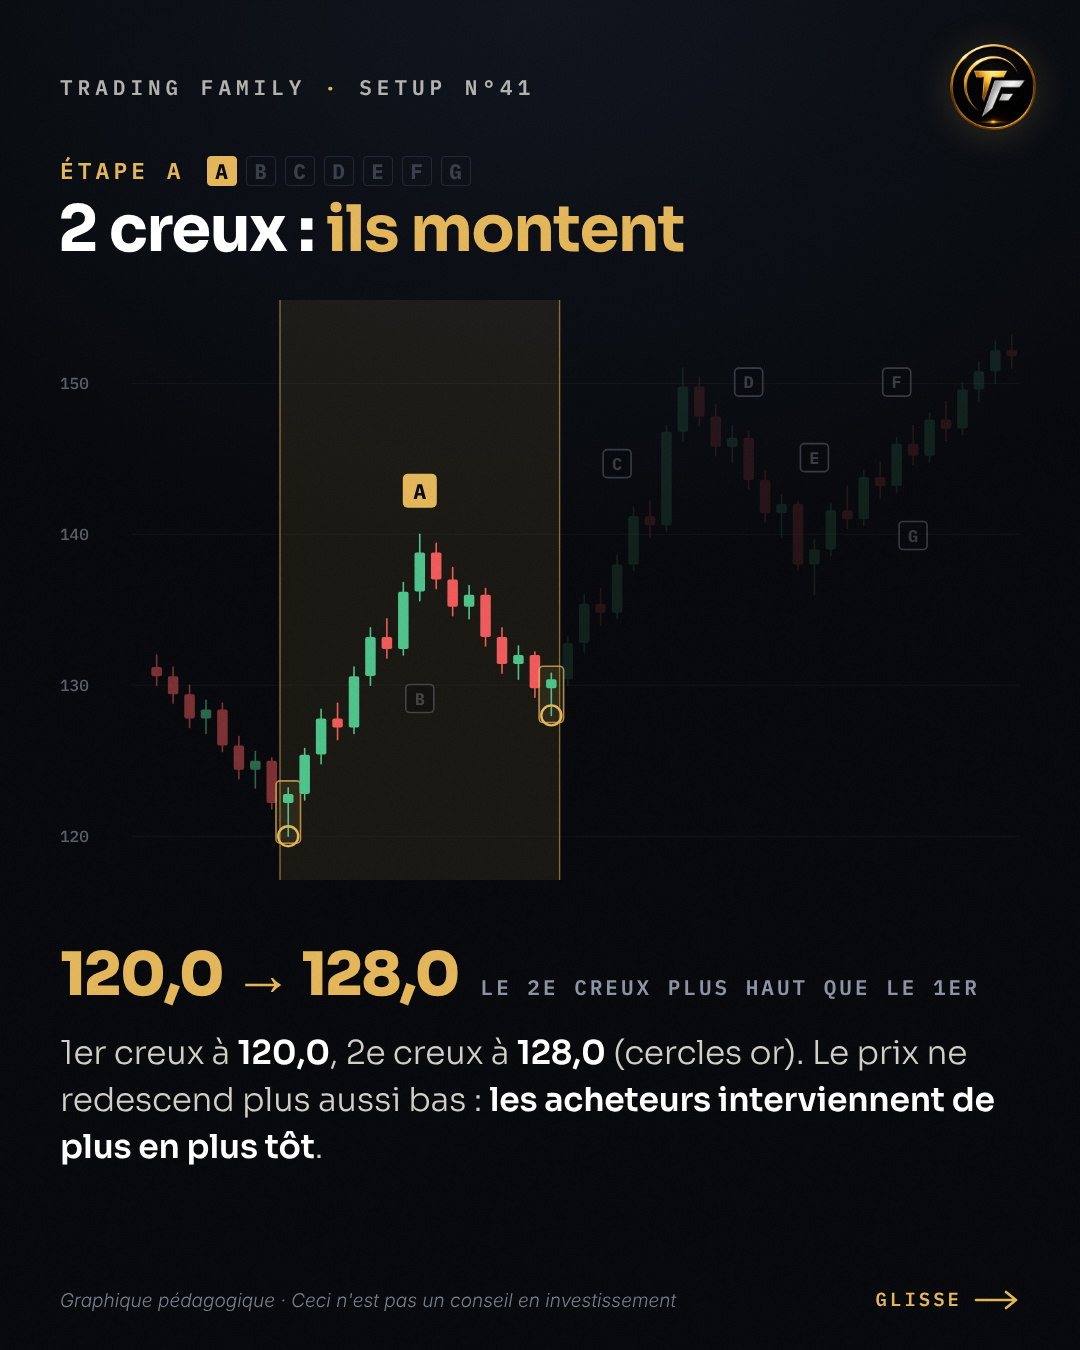 TRADING FAMILY · SETUP N°41
TF
ÉTAPE A A B C D E F G
2 creux : ils montent
150
D
F
C
E
A
140
G
130
B
120
120,0 → 128,0 LE 2E CREUX PLUS HAUT QUE LE 1ER
1er creux à 120,0, 2e creux à 128,0 (cercles or). Le prix ne
redescend plus aussi bas : les acheteurs interviennent de
plus en plus tôt.
Graphique pédagogique · Ceci n'est pas un conseil en investissement
GLISSE →